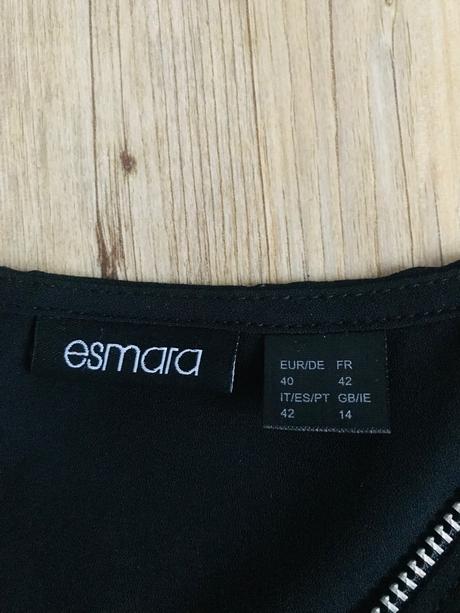 esmara
EUR/DE FR
40 42
IT/ES/PT GB/IE
42 14